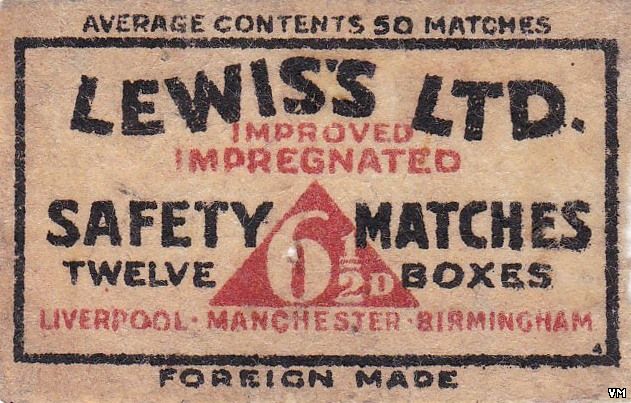 AVERAGE CONTENTS 50 MATCHES
LEWIS'S LTD.
IMPROVED
IMPREGNATED
SAFETY 6½D MATCHES
TWELVE BOXES
LIVERPOOL · MANCHESTER · BIRMINGHAM
4
FOREIGN MADE
VM